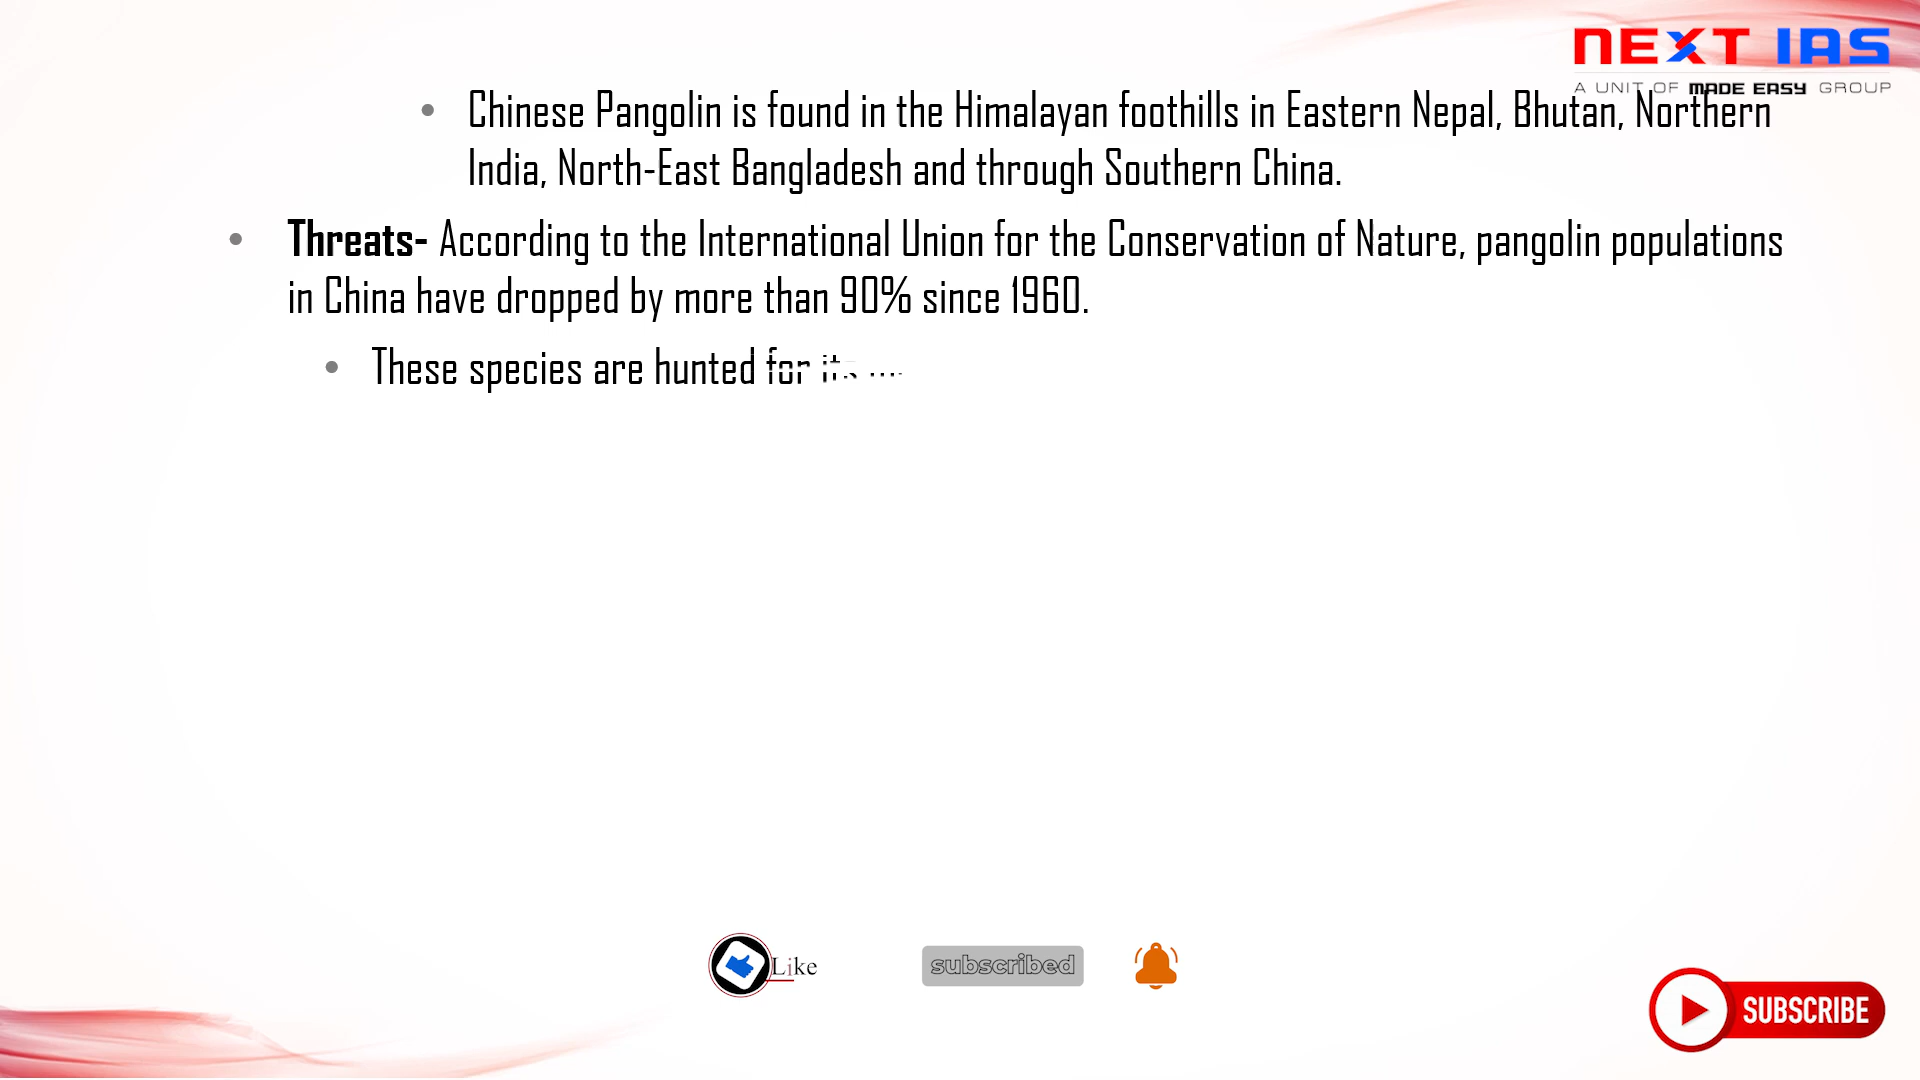 NEXT IAS
A UNIT OF MADE EASY GROUP
• Chinese Pangolin is found in the Himalayan foothills in Eastern Nepal, Bhutan, Northern
India, North-East Bangladesh and through Southern China.
• Threats- According to the International Union for the Conservation of Nature, pangolin populations
in China have dropped by more than 90% since 1960.
• These species are hunted for its
Like
subscribed
SUBSCRIBE